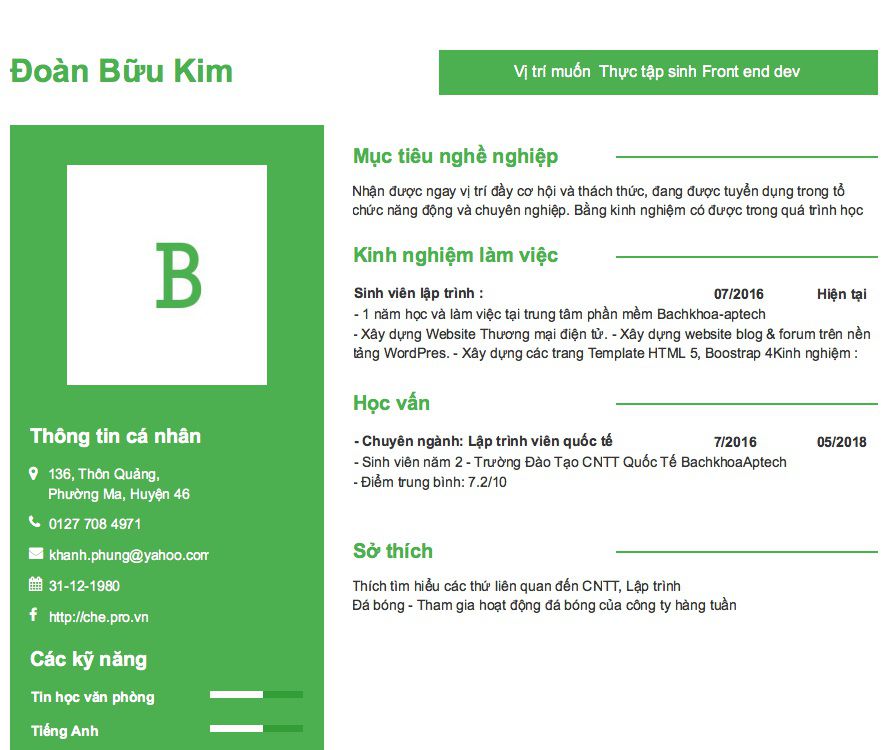 Đoàn Bữu Kim
Vị trí muốn Thực tập sinh Front end dev
B
Thông tin cá nhân
136, Thôn Quảng,
Phường Ma, Huyện 46
0127 708 4971
khanh.phung@yahoo.com
31-12-1980
http://che.pro.vn
Các kỹ năng
Tin học văn phòng
Tiếng Anh
Mục tiêu nghề nghiệp
Nhận được ngay vị trí đầy cơ hội và thách thức, đang được tuyển dụng trong tổ
chức năng động và chuyên nghiệp. Bằng kinh nghiệm có được trong quá trình học
Kinh nghiệm làm việc
Sinh viên lập trình : 07/2016 Hiện tại
- 1 năm học và làm việc tại trung tâm phần mềm Bachkhoa-aptech
- Xây dựng Website Thương mại điện tử. - Xây dựng website blog & forum trên nền
tảng WordPres. - Xây dựng các trang Template HTML 5, Boostrap 4Kinh nghiệm :
Học vấn
- Chuyên ngành: Lập trình viên quốc tế 7/2016 05/2018
- Sinh viên năm 2 - Trường Đào Tạo CNTT Quốc Tế BachkhoaAptech
- Điểm trung bình: 7.2/10
Sở thích
Thích tìm hiểu các thứ liên quan đến CNTT, Lập trình
Đá bóng - Tham gia hoạt động đá bóng của công ty hàng tuần